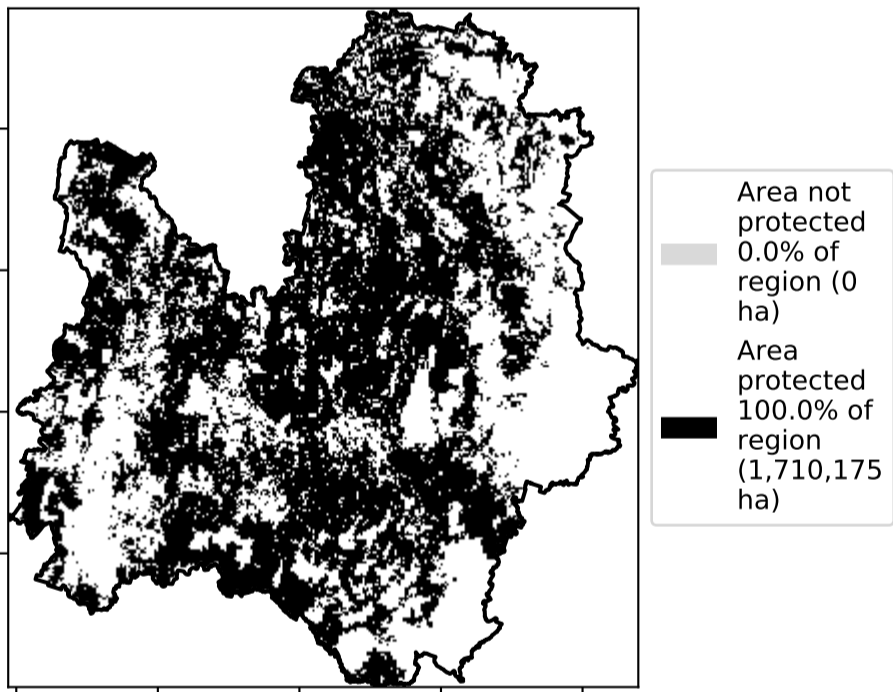 Area not
protected
0.0% of
region (0
ha)
Area
protected
100.0% of
region
(1,710,175
ha)